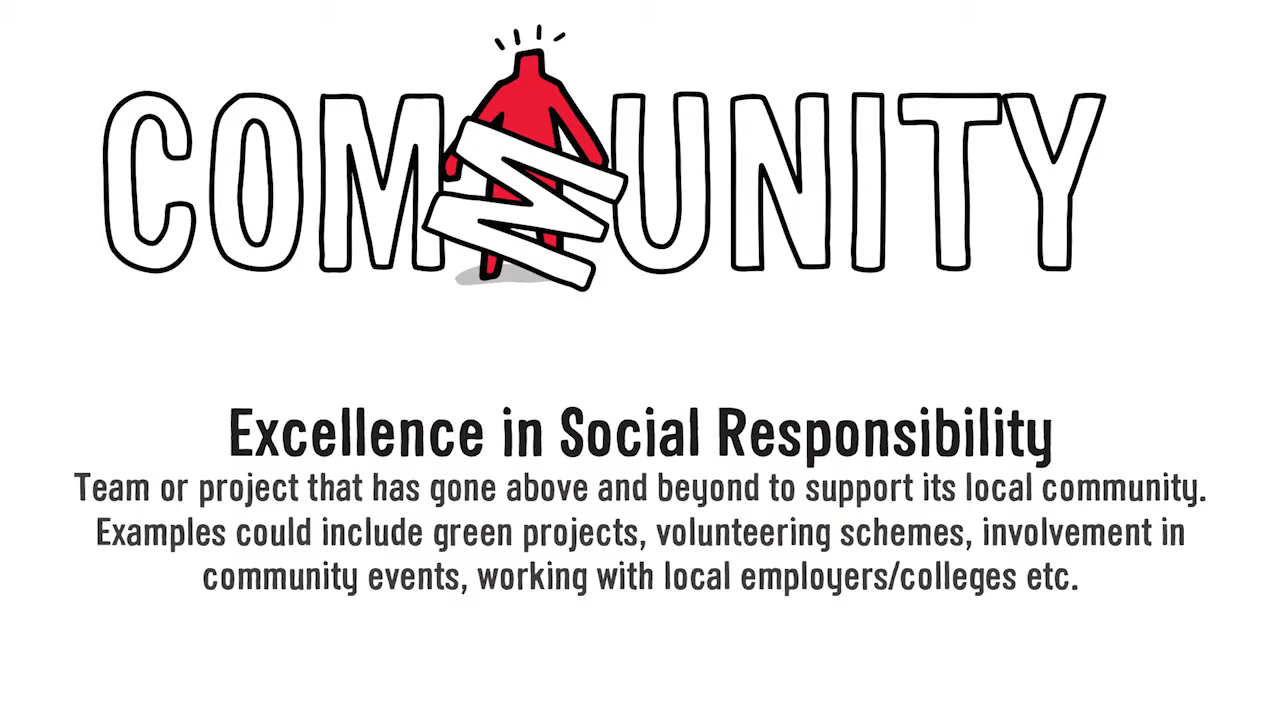 COMMUNITY
Excellence in Social Responsibility
Team or project that has gone above and beyond to support its local community.
Examples could include green projects, volunteering schemes, involvement in
community events, working with local employers/colleges etc.